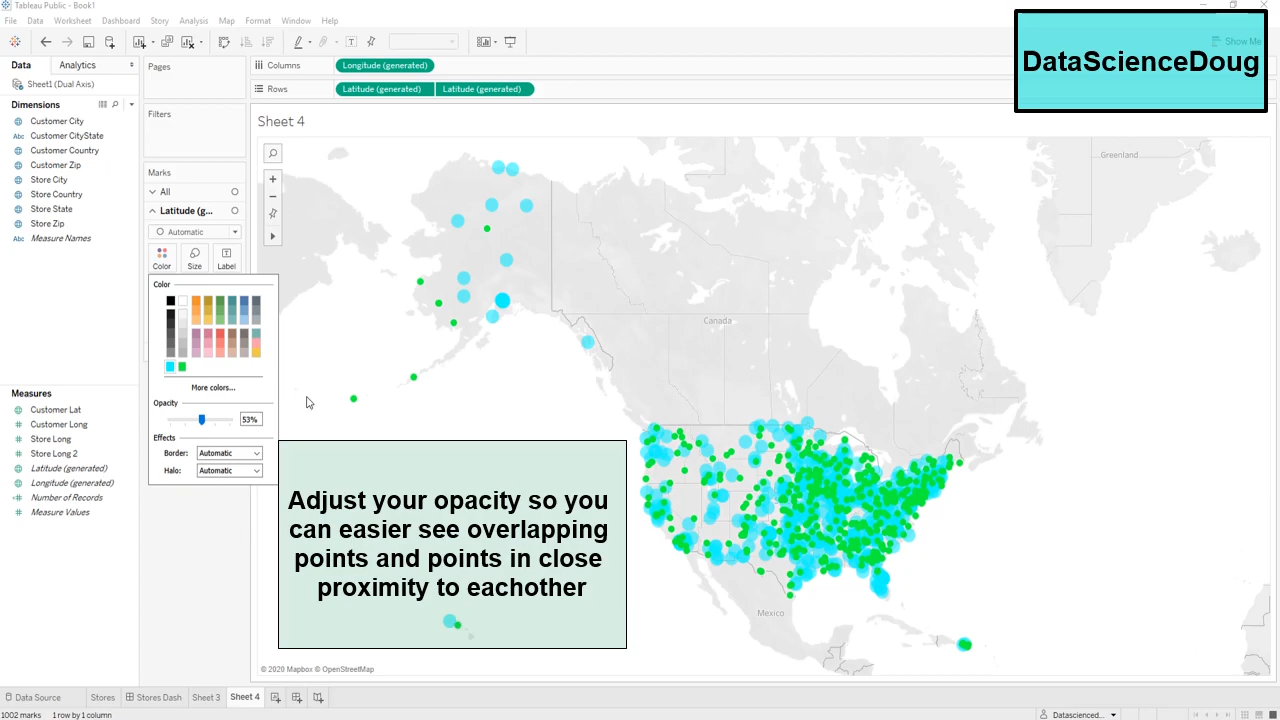 Tableau Public - Book1
File Data Worksheet Dashboard Story Analysis Map Format Window Help
Show Me
DataScienceDoug
Data Analytics
Sheet1 (Dual Axis)
Dimensions
Customer City
Abc Customer CityState
Customer Country
Customer Zip
Store City
Store Country
Store State
Store Zip
Abc Measure Names
Measures
Customer Lat
Customer Long
Store Long
Store Long 2
Latitude (generated)
Longitude (generated)
Number of Records
Measure Values
Pages
Filters
Marks
All
Latitude (g...
Automatic
Color Size Label
Color
More colors...
Opacity
53%
Effects
Border: Automatic
Halo: Automatic
Columns Longitude (generated)
Rows Latitude (generated) Latitude (generated)
Sheet 4
Greenland
Canada
Mexico
Adjust your opacity so you
can easier see overlapping
points and points in close
proximity to eachother
© 2020 Mapbox © OpenStreetMap
Data Source Stores Stores Dash Sheet 3 Sheet 4
1002 marks 1 row by 1 column Datascienced...